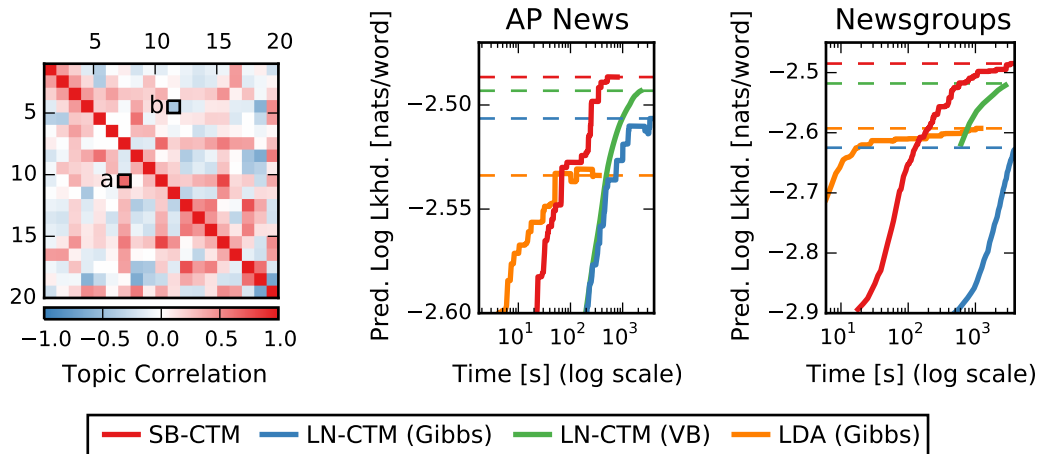 5 10 15 20
5
10
15
20
b
a
−1.0 −0.5 0.0 0.5 1.0
Topic Correlation
AP News
Pred. Log Lkhd. [nats/word]
−2.50
−2.55
−2.60
10¹ 10² 10³
Time [s] (log scale)
Newsgroups
Pred. Log Lkhd. [nats/word]
−2.5
−2.6
−2.7
−2.8
−2.9
10¹ 10² 10³
Time [s] (log scale)
SB-CTM LN-CTM (Gibbs) LN-CTM (VB) LDA (Gibbs)